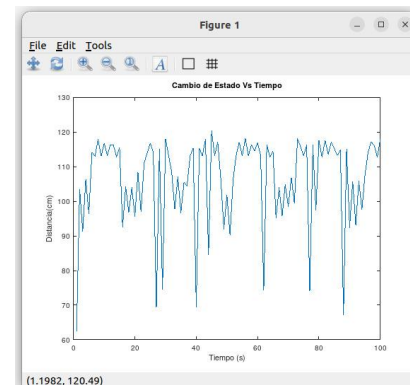 Figure 1
File Edit Tools
A
Cambio de Estado Vs Tiempo
130
120
110
100
90
80
70
60
Distancia(cm)
0 20 40 60 80 100
Tiempo (s)
(1.1982, 120.49)